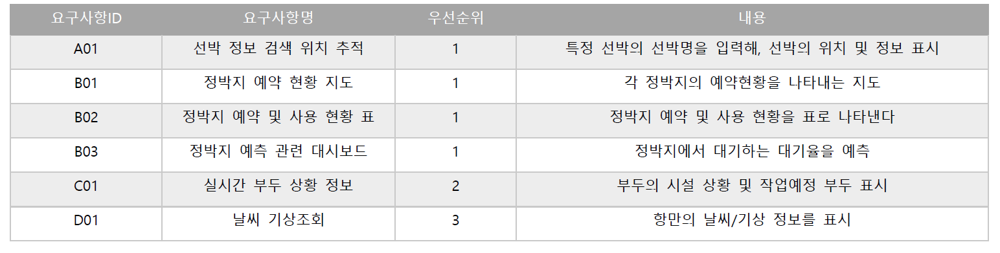 요구사항ID 요구사항명 우선순위 내용
A01 선박 정보 검색 위치 추적 1 특정 선박의 선박명을 입력해, 선박의 위치 및 정보 표시
B01 정박지 예약 현황 지도 1 각 정박지의 예약현황을 나타내는 지도
B02 정박지 예약 및 사용 현황 표 1 정박지 예약 및 사용 현황을 표로 나타낸다
B03 정박지 예측 관련 대시보드 1 정박지에서 대기하는 대기율을 예측
C01 실시간 부두 상황 정보 2 부두의 시설 상황 및 작업예정 부두 표시
D01 날씨 기상조회 3 항만의 날씨/기상 정보를 표시